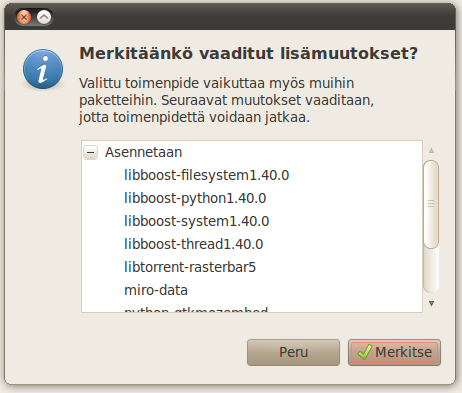 Merkitäänkö vaaditut lisämuutokset?
Valittu toimenpide vaikuttaa myös muihin
paketteihin. Seuraavat muutokset vaaditaan,
jotta toimenpidettä voidaan jatkaa.
Asennetaan
libboost-filesystem1.40.0
libboost-python1.40.0
libboost-system1.40.0
libboost-thread1.40.0
libtorrent-rasterbar5
miro-data
python-gtkmozembed
Peru
Merkitse